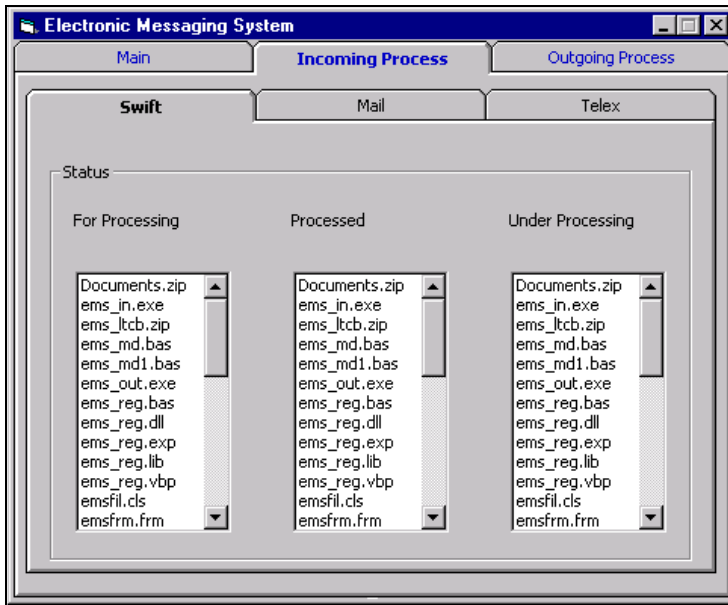 Electronic Messaging System
Main
Incoming Process
Outgoing Process
Swift
Mail
Telex
Status
For Processing
Processed
Under Processing
Documents.zip
ems_in.exe
ems_ltcb.zip
ems_md.bas
ems_md1.bas
ems_out.exe
ems_reg.bas
ems_reg.dll
ems_reg.exp
ems_reg.lib
ems_reg.vbp
emsfil.cls
emsfrm.frm
Documents.zip
ems_in.exe
ems_ltcb.zip
ems_md.bas
ems_md1.bas
ems_out.exe
ems_reg.bas
ems_reg.dll
ems_reg.exp
ems_reg.lib
ems_reg.vbp
emsfil.cls
emsfrm.frm
Documents.zip
ems_in.exe
ems_ltcb.zip
ems_md.bas
ems_md1.bas
ems_out.exe
ems_reg.bas
ems_reg.dll
ems_reg.exp
ems_reg.lib
ems_reg.vbp
emsfil.cls
emsfrm.frm